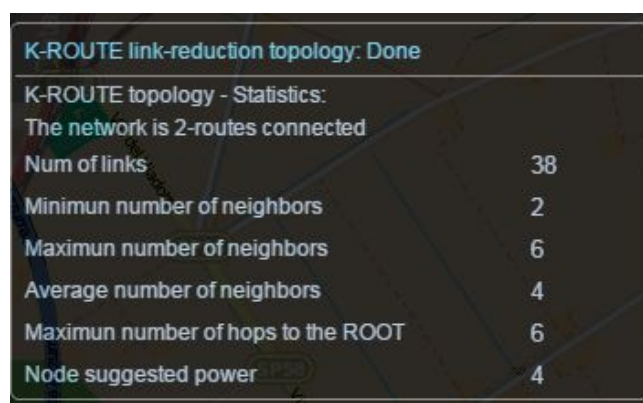 K-ROUTE link-reduction topology: Done
K-ROUTE topology - Statistics:
The network is 2-routes connected
Num of links 38
Minimun number of neighbors 2
Maximun number of neighbors 6
Average number of neighbors 4
Maximun number of hops to the ROOT 6
Node suggested power 4
SP58